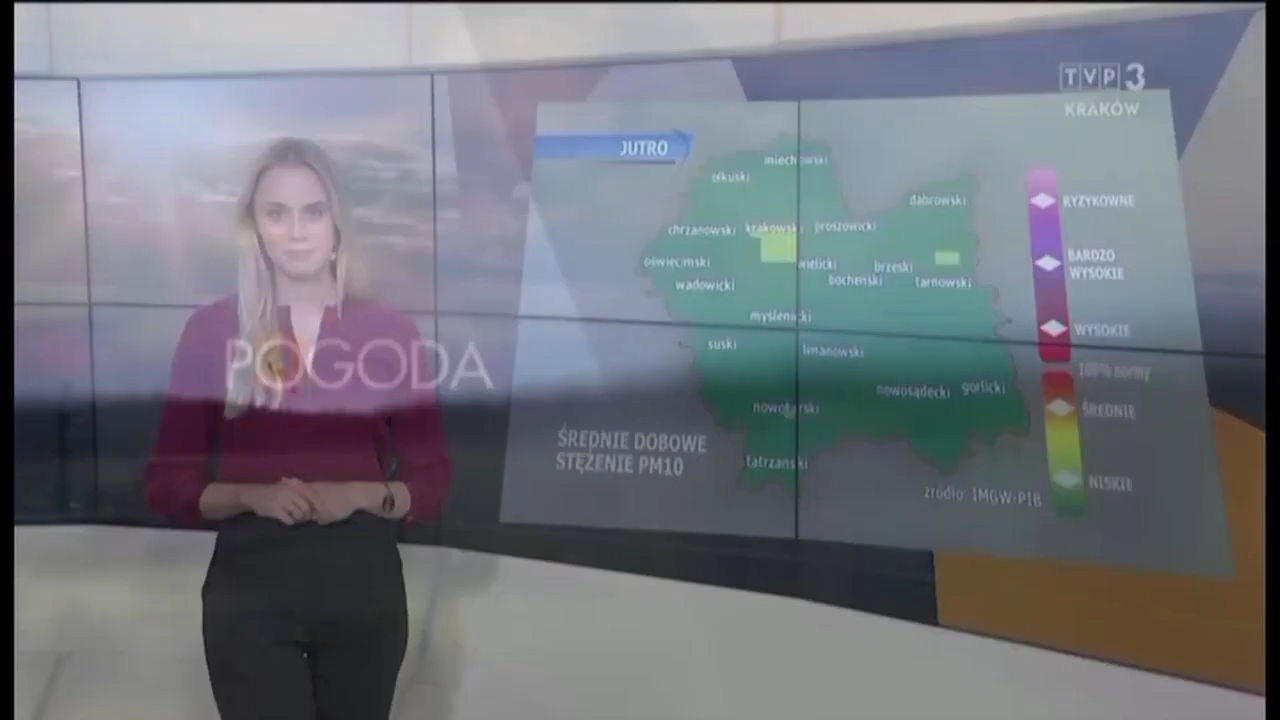 TVP3
KRAKÓW
JUTRO
miechowski
olkuski
dąbrowski
chrzanowski
krakowski
proszowicki
oświęcimski
wielicki
brzeski
wadowicki
bocheński
tarnowski
myślenicki
suski
limanowski
nowosądecki
gorlicki
nowotarski
tatrzański
RYZYKOWNE
BARDZO
WYSOKIE
WYSOKIE
100% normy
ŚREDNIE
NISKIE
POGODA
ŚREDNIE DOBOWE
STĘŻENIE PM10
źródło: IMGW-PIB